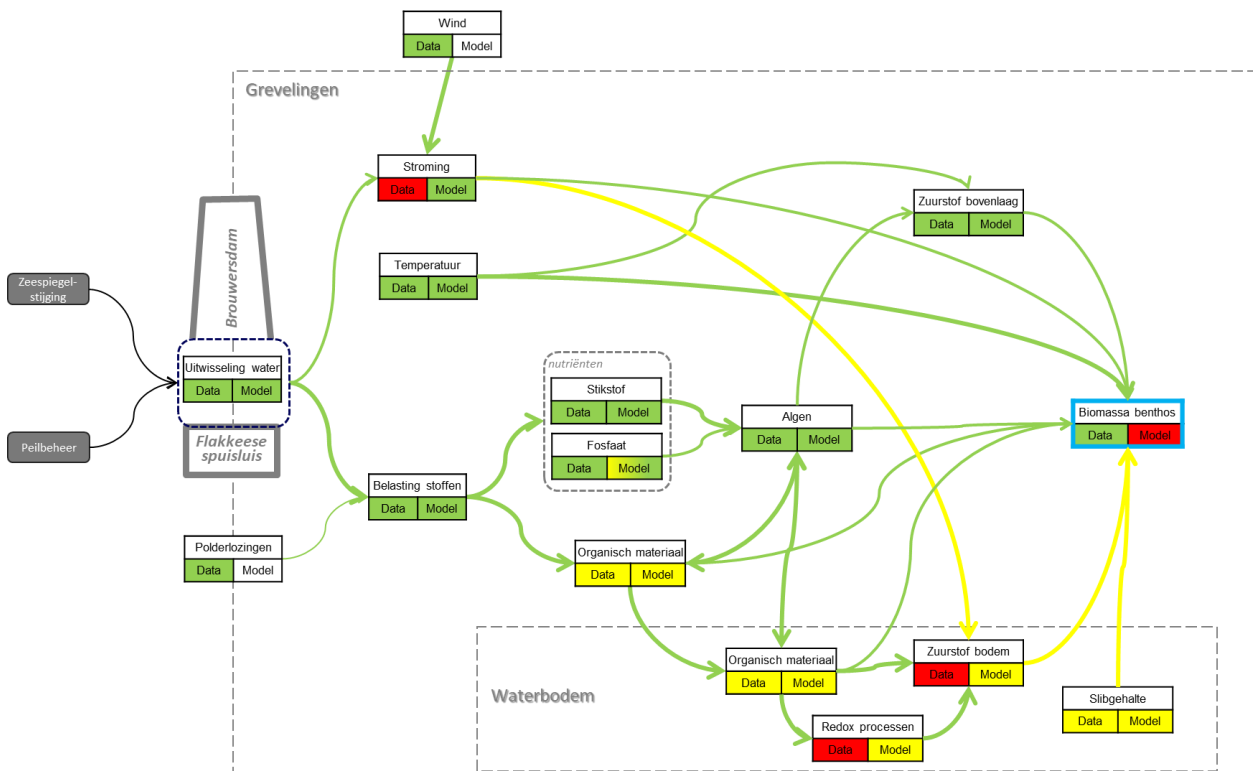 Wind
Data Model
Grevelingen
Stroming
Data Model
Zuurstof bovenlaag
Data Model
Brouwersdam
Temperatuur
Data Model
Zeespiegel-
stijging
Uitwisseling water
Data Model
nutriënten
Stikstof
Data Model
Algen
Data Model
Biomassa benthos
Data Model
Fosfaat
Data Model
Peilbeheer
Flakkeese
spuisluis
Belasting stoffen
Data Model
Polderlozingen
Data Model
Organisch materiaal
Data Model
Organisch materiaal
Data Model
Zuurstof bodem
Data Model
Waterbodem
Slibgehalte
Data Model
Redox processen
Data Model